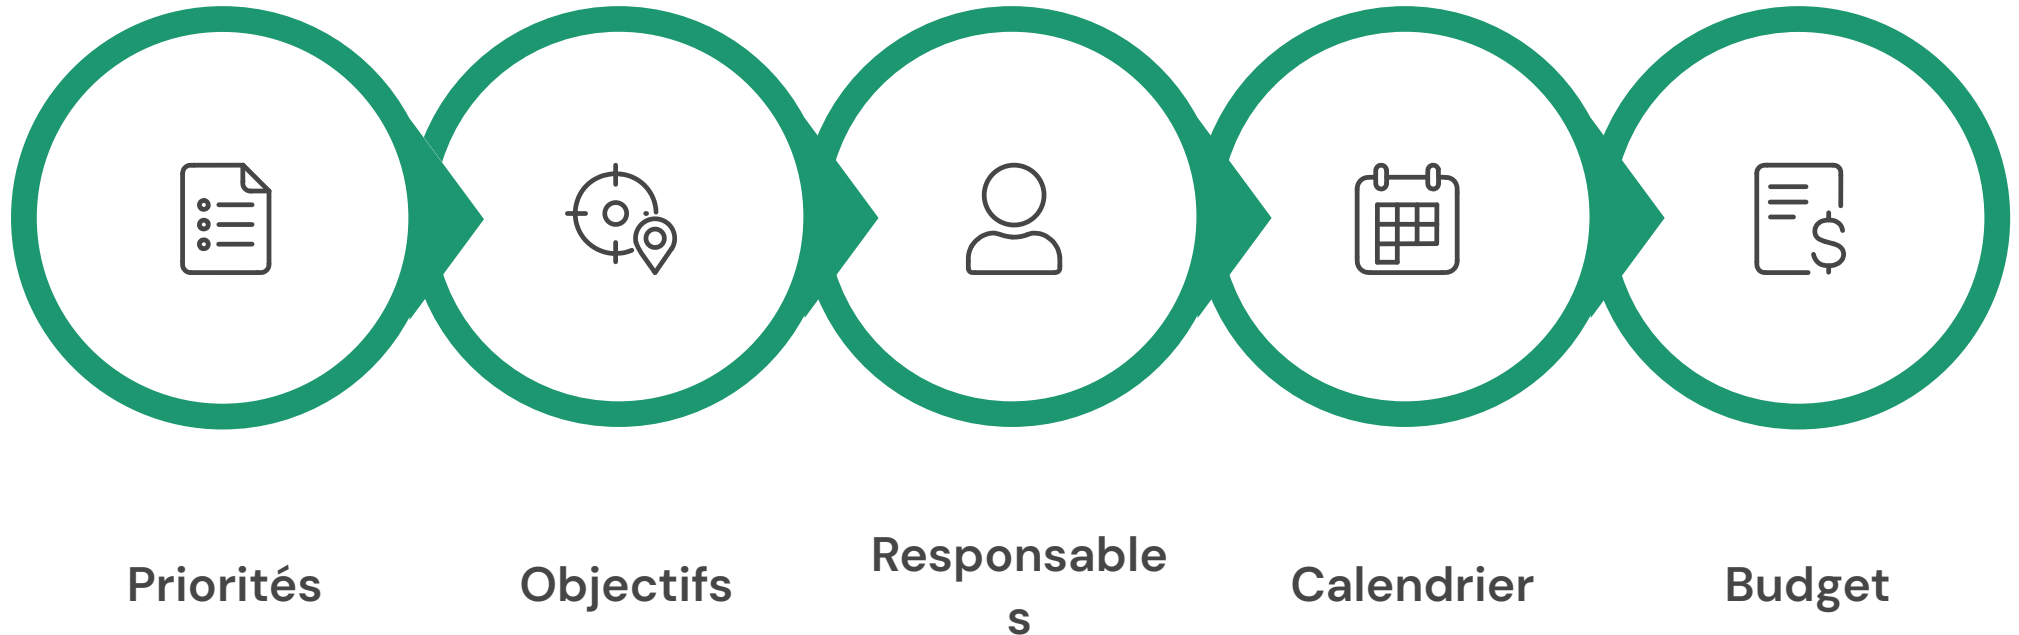 Priorités
Objectifs
Responsable
s
Calendrier
Budget